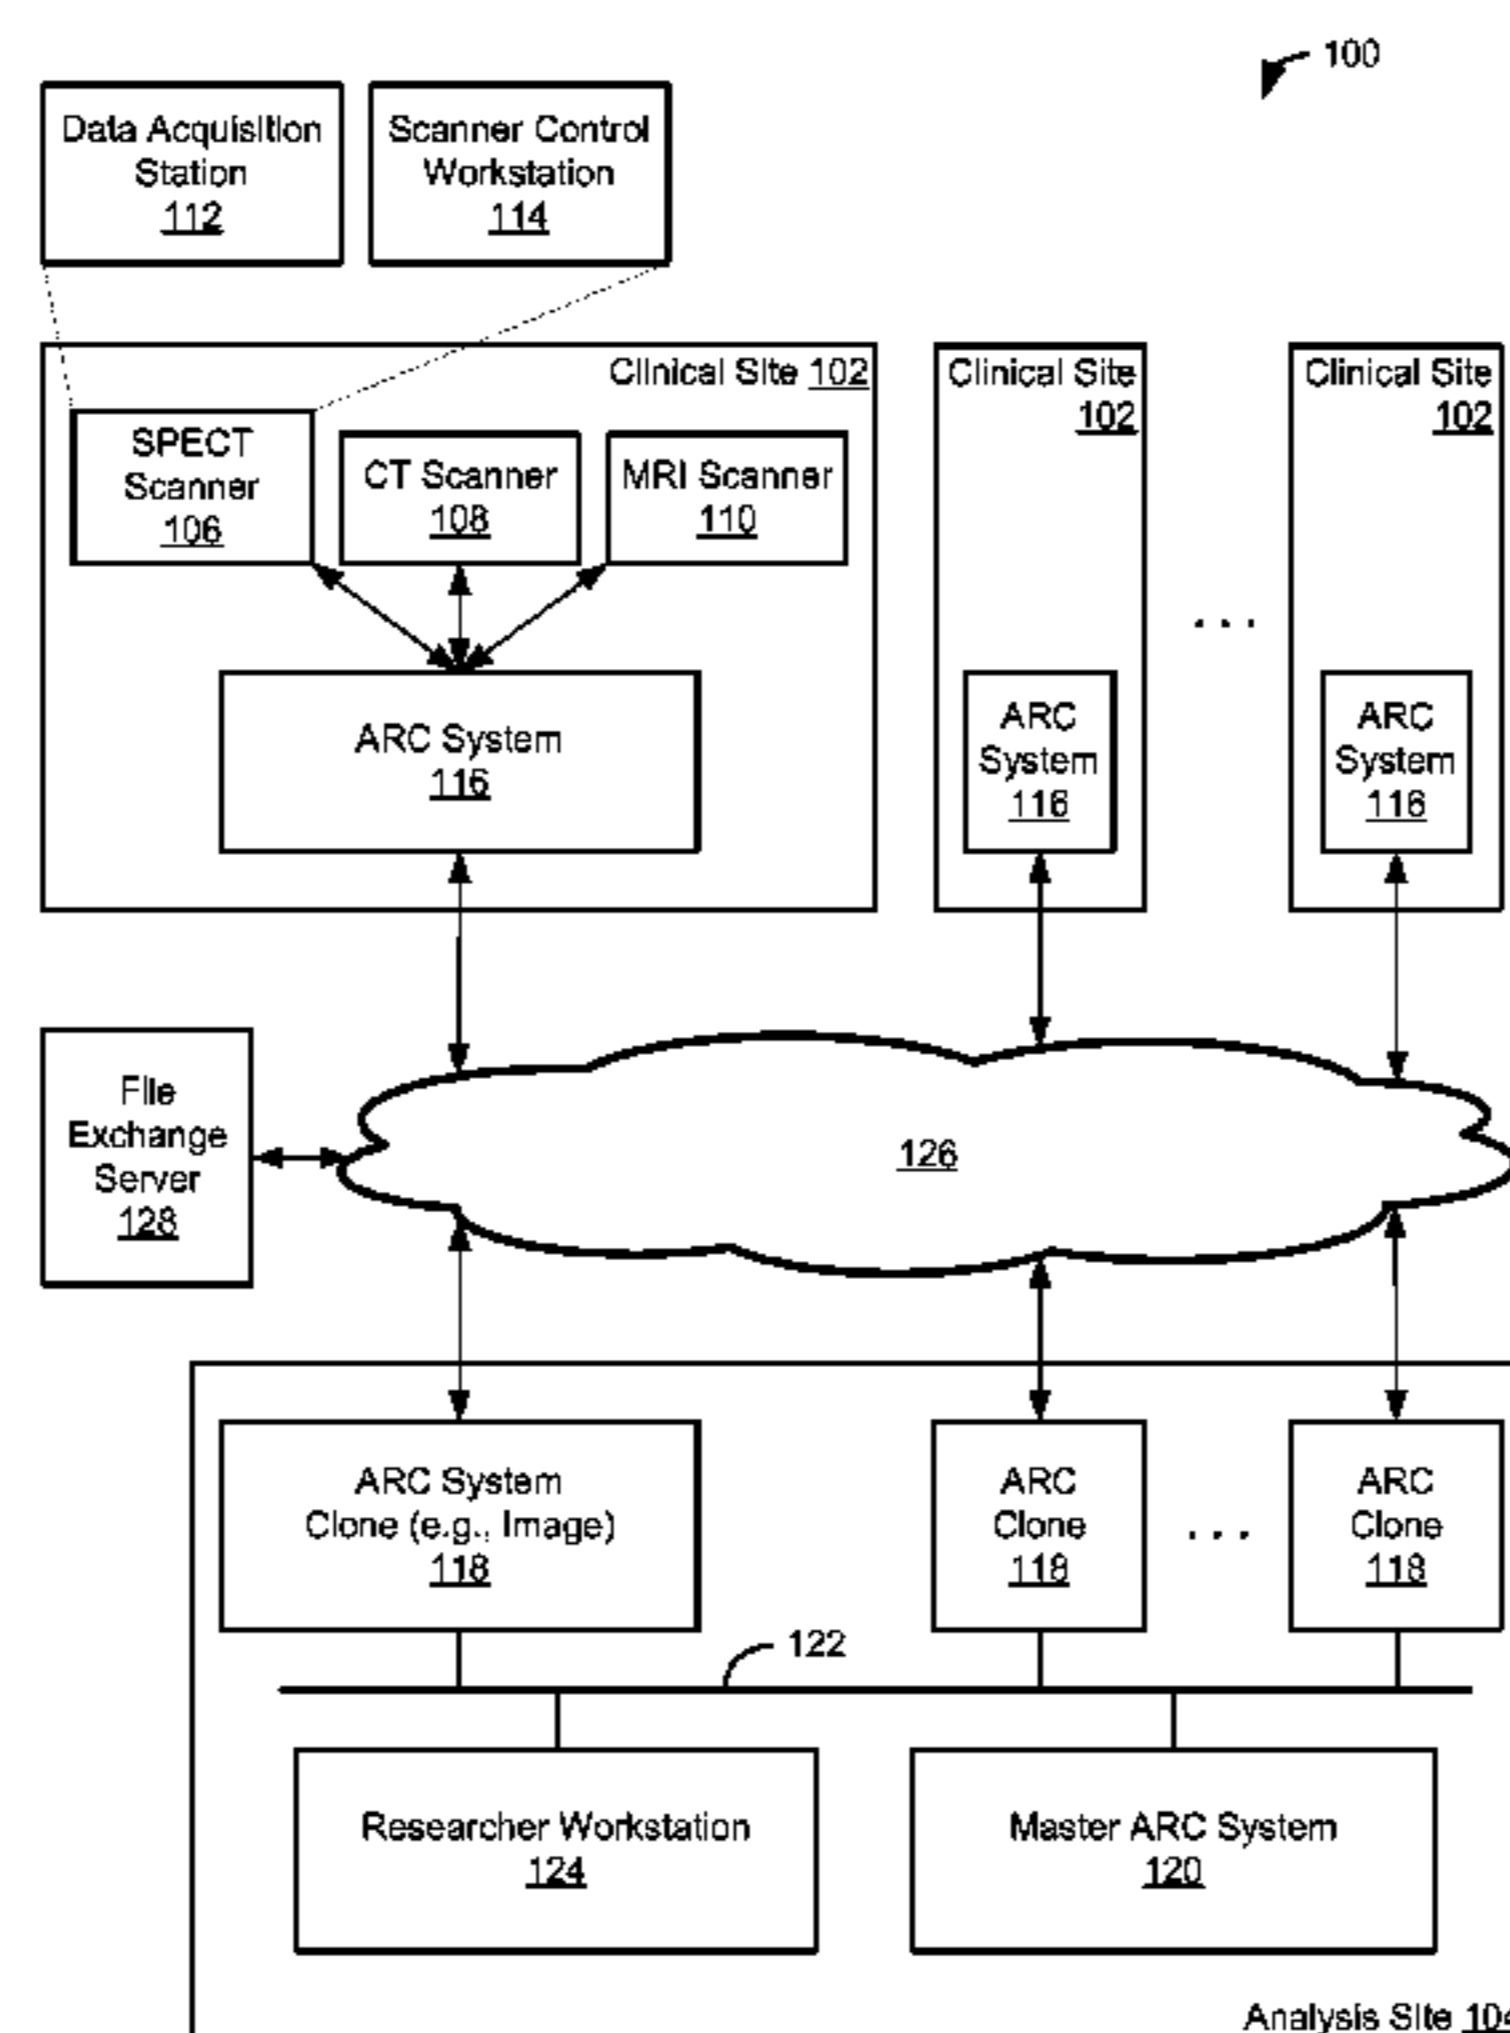 100
Data Acquisition
Station
112
Scanner Control
Workstation
114
Clinical Site 102
SPECT
Scanner
106
CT Scanner
108
MRI Scanner
110
ARC System
116
Clinical Site
102
. . .
ARC
System
116
Clinical Site
102
ARC
System
116
File
Exchange
Server
128
126
ARC System
Clone (e.g., Image)
118
ARC
Clone
118
. . .
ARC
Clone
118
122
Researcher Workstation
124
Master ARC System
120
Analysis Site 104